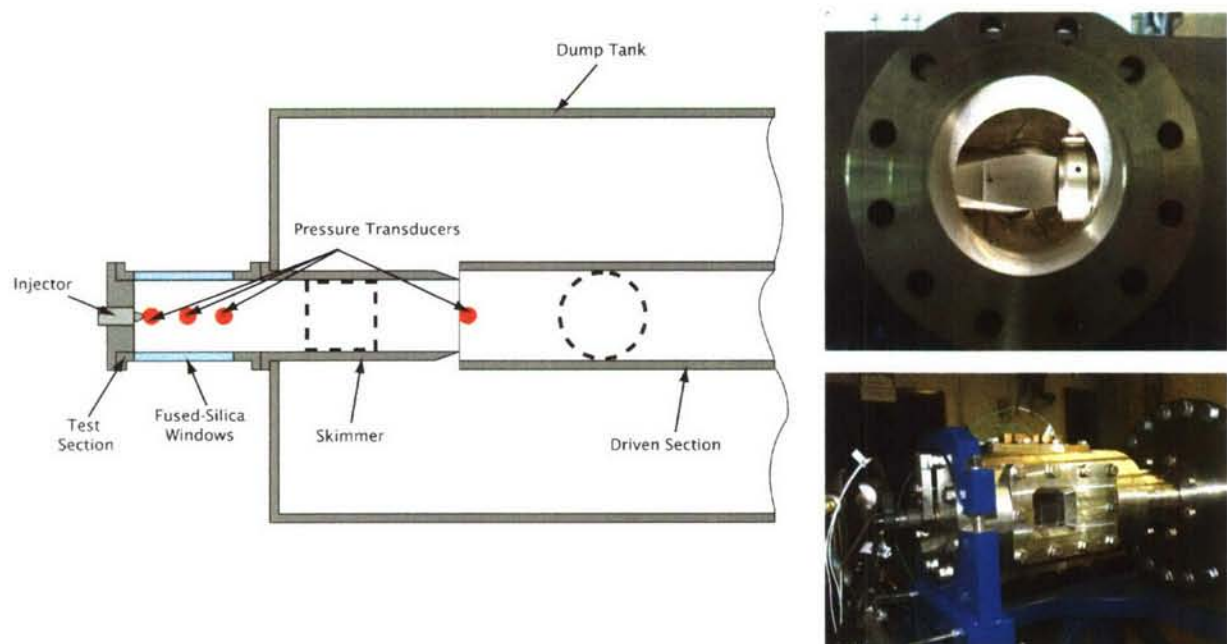 Dump Tank
Pressure Transducers
Injector
Test
Section
Fused-Silica
Windows
Skimmer
Driven Section